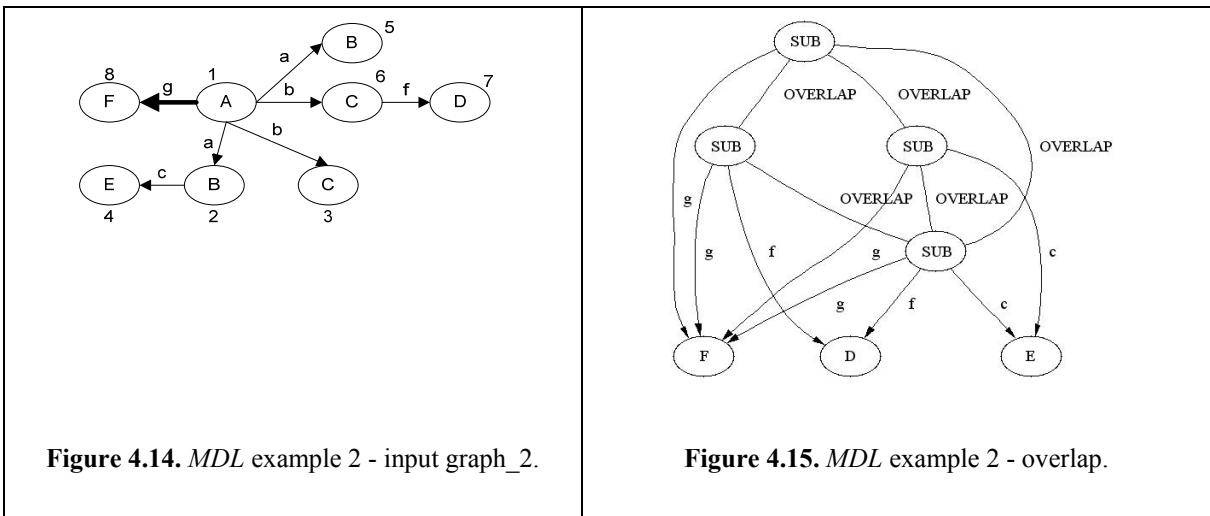 5
B
a
8
1
6
7
g
b
f
F
A
C
D
a
b
c
E
B
C
4
2
3
Figure 4.14. MDL example 2 - input graph_2.
SUB
OVERLAP
OVERLAP
SUB
SUB
OVERLAP
OVERLAP
OVERLAP
g
g
f
g
SUB
c
g
f
c
F
D
E
Figure 4.15. MDL example 2 - overlap.